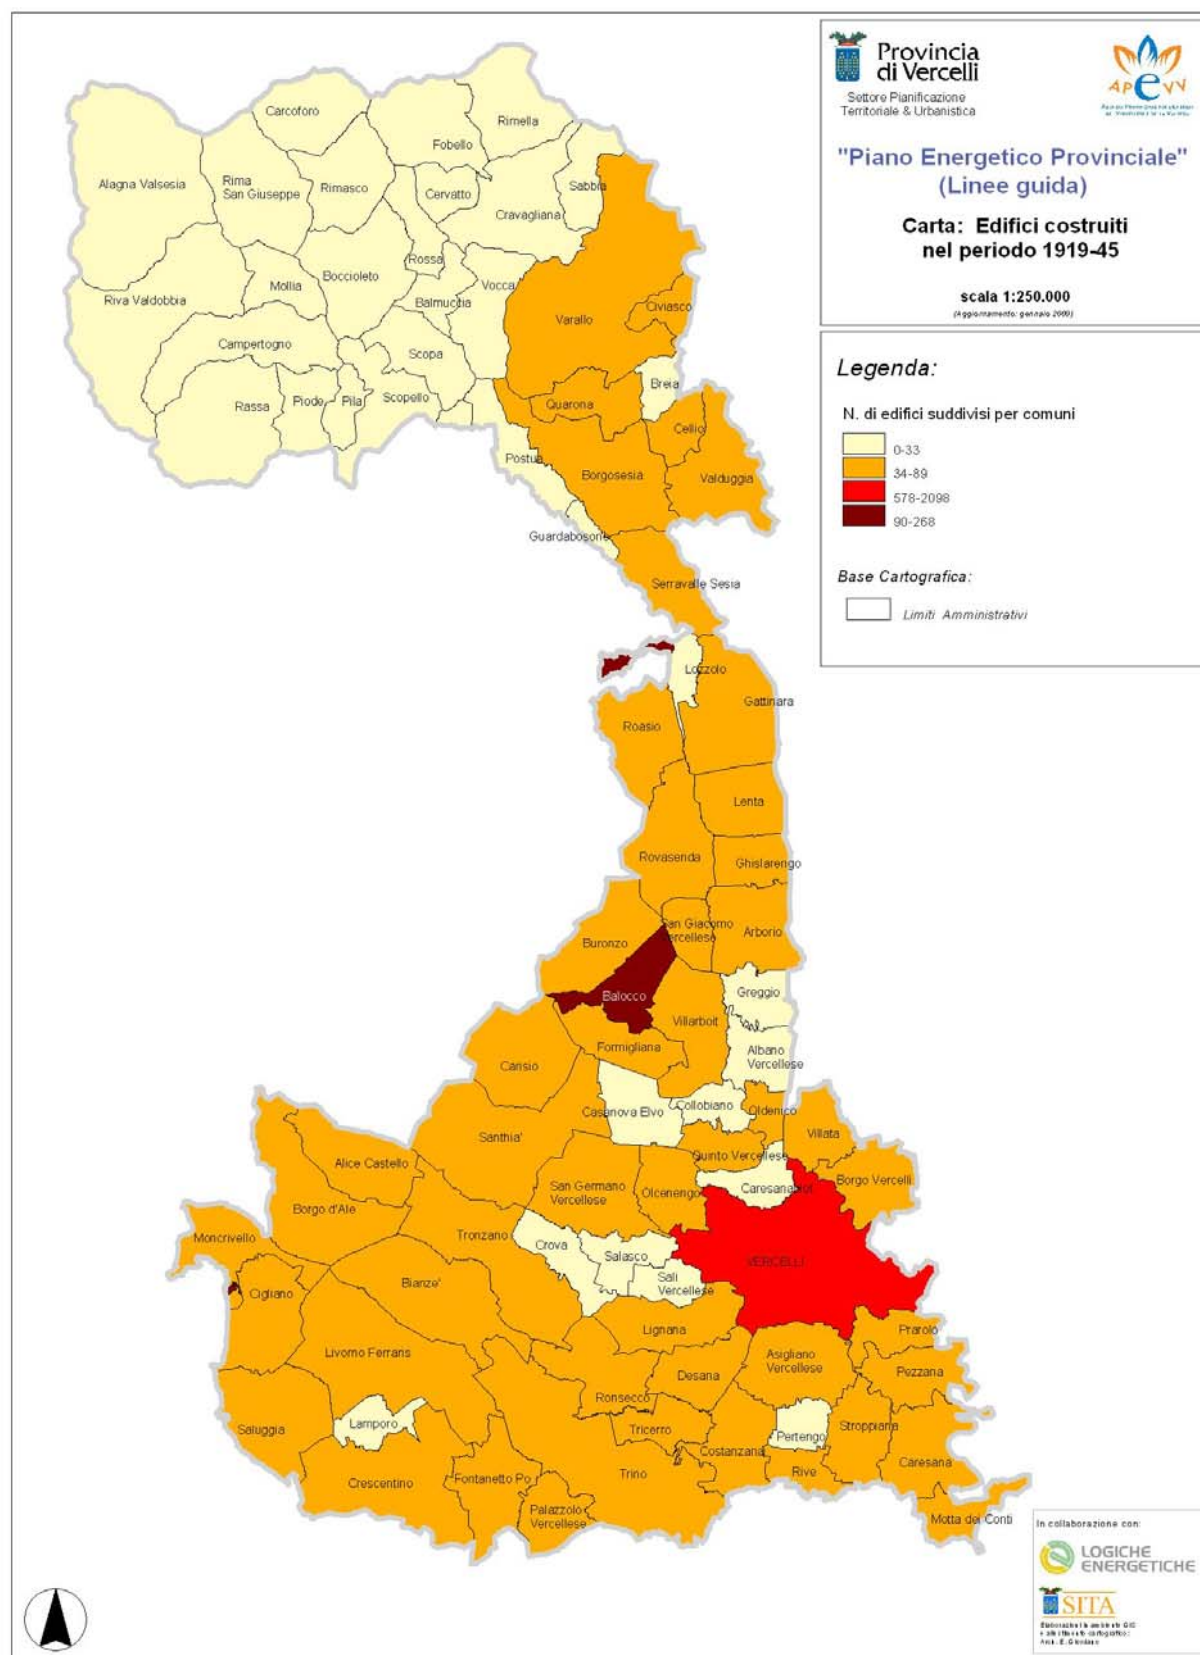 Provincia
di Vercelli
Settore Pianificazione
Territoriale & Urbanistica
APEVV
"Piano Energetico Provinciale"
(Linee guida)
Carta: Edifici costruiti
nel periodo 1919-45
scala 1:250.000
Legenda:
N. di edifici suddivisi per comuni
0-33
34-89
578-2098
90-268
Base Cartografica:
Limiti Amministrativi
Carcoforo
Rimella
Fobello
Alagna Valsesia
Rima
San Giuseppe
Rimasco
Cervatto
Sabbia
Cravagliana
Rossa
Boccioleto
Mollia
Vocca
Riva Valdobbia
Balmuccia
Civiasco
Varallo
Campertogno
Scopa
Breia
Rassa
Piode
Pila
Scopello
Quarona
Cellio
Postua
Borgosesia
Valduggia
Guardabosone
Serravalle Sesia
Lozzolo
Gattinara
Roasio
Lenta
Rovasenda
Ghislarengo
San Giacomo
Vercellese
Arborio
Buronzo
Greggio
Balocco
Villarboit
Formigliana
Albano
Vercellese
Carisio
Casanova Elvo
Collobiano
Oldenico
Santhia'
Villata
Alice Castello
Quinto Vercellese
Borgo Vercelli
San Germano
Vercellese
Olcenengo
Caresanablot
Borgo d'Ale
Moncrivello
Tronzano
Crova
Salasco
VERCELLI
Bianze'
Sali
Vercellese
Cigliano
Lignana
Prarolo
Livorno Ferraris
Asigliano
Vercellese
Desana
Pezzana
Ronsecco
Lamporo
Saluggia
Tricerro
Pertengo
Stroppiana
Costanzana
Caresana
Crescentino
Fontanetto Po
Trino
Rive
Palazzolo
Vercellese
Motta dei Conti
In collaborazione con:
LOGICHE
ENERGETICHE
SITA